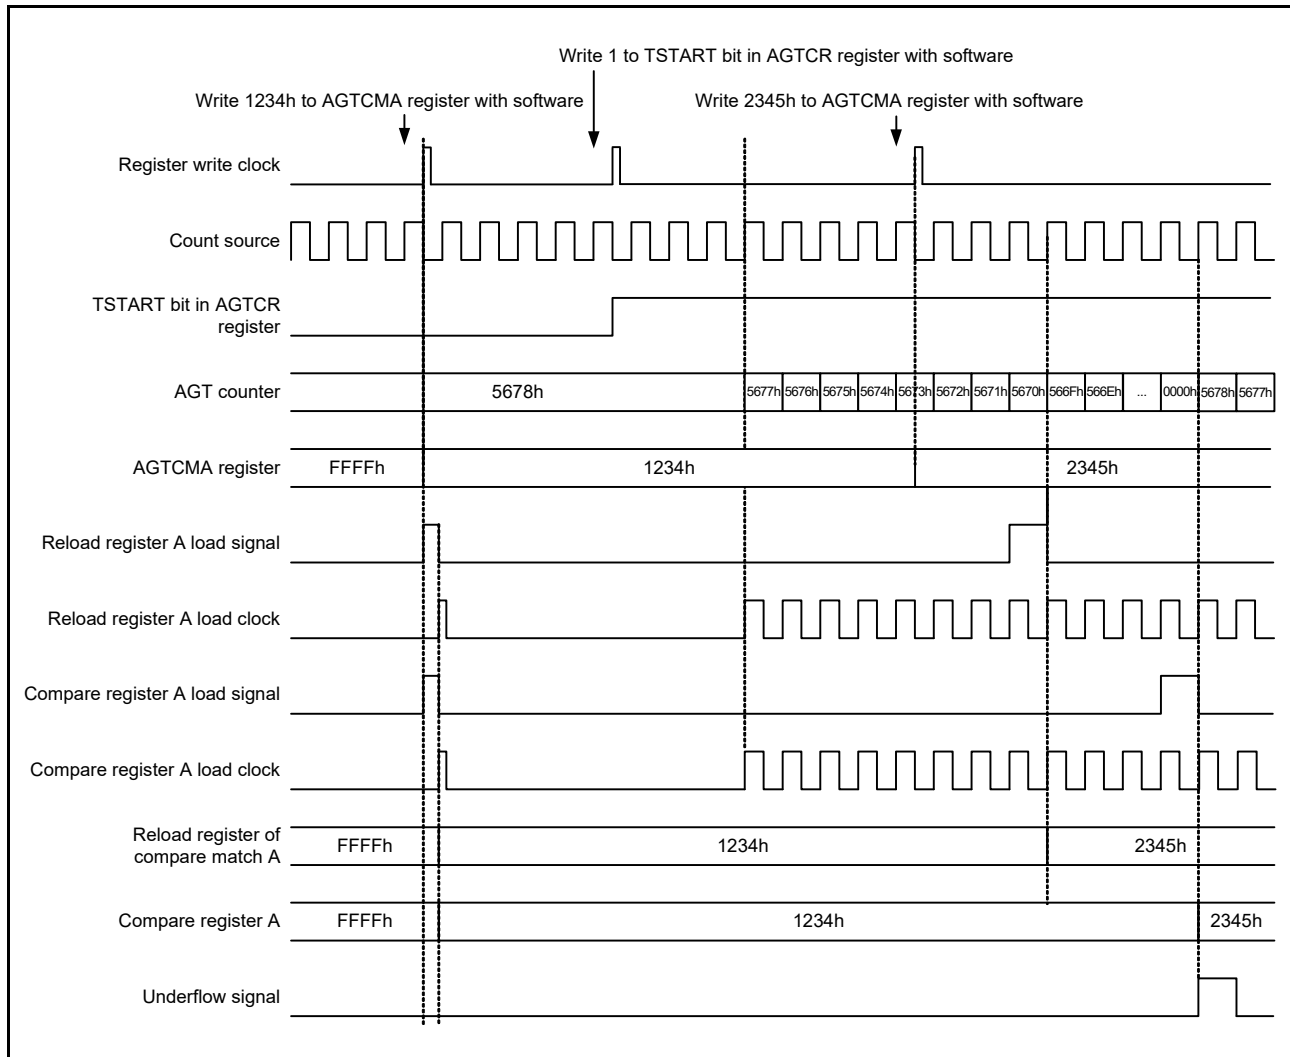 Write 1 to TSTART bit in AGTCR register with software
Write 1234h to AGTCMA register with software
Write 2345h to AGTCMA register with software
Register write clock
Count source
TSTART bit in AGTCR
register
AGT counter
5678h
5677h 5676h 5675h 5674h 5673h 5672h 5671h 5670h 566Fh 566Eh ... 0000h 5678h 5677h
AGTCMA register
FFFFh
1234h
2345h
Reload register A load signal
Reload register A load clock
Compare register A load signal
Compare register A load clock
Reload register of
compare match A
FFFFh
1234h
2345h
Compare register A
FFFFh
1234h
2345h
Underflow signal